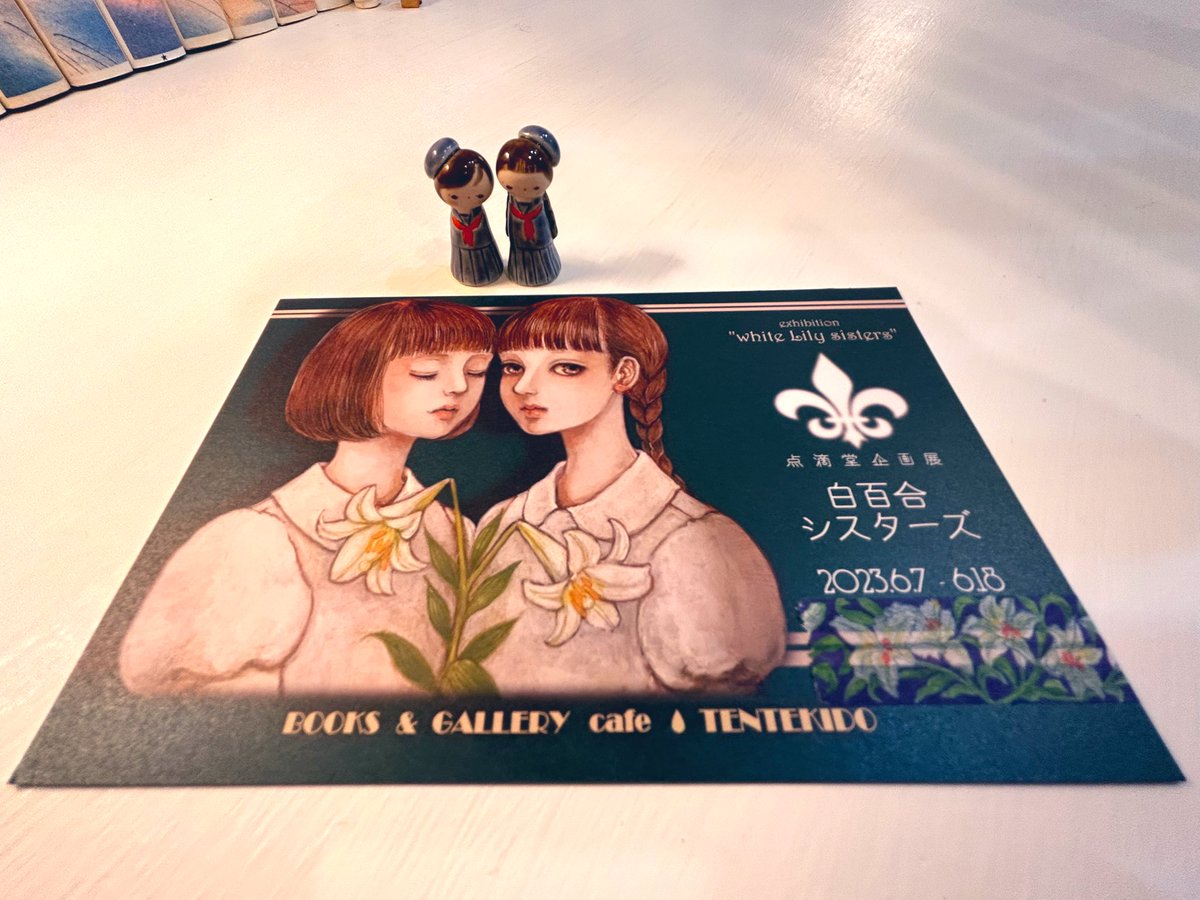 exhibition
"white Lily sisters"
点滴堂企画展
白百合
シスターズ
2023.6.7 - 6.18
BOOKS & GALLERY cafe TENTEKIDO